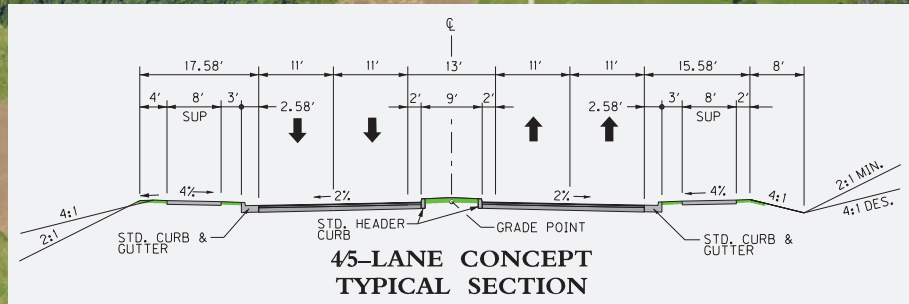 ℄
17.58' 11' 11' 13' 11' 11' 15.58' 8'
4' 8' 3' 2.58' 2' 9' 2' 2.58' 3' 8' 2'
SUP SUP
4% 2% 2% 4%
4:1 4:1 2:1 MIN.
2:1 4:1 DES.
STD. CURB & STD. HEADER GRADE POINT STD. CURB &
GUTTER CURB GUTTER
4/5–LANE CONCEPT
TYPICAL SECTION